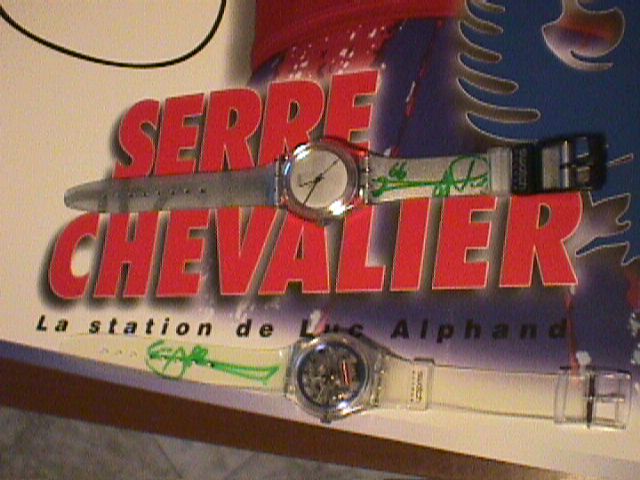 SERRE
CHEVALIER
La station de Luc Alphand